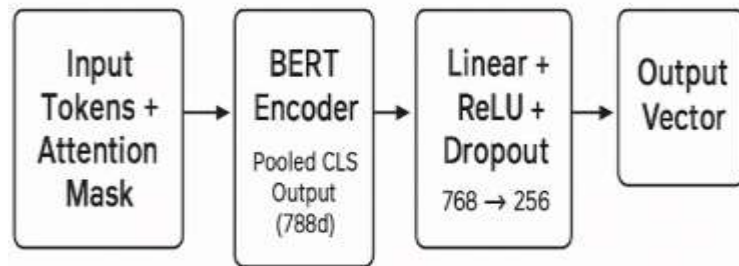 Input
Tokens +
Attention
Mask
BERT
Encoder
Pooled CLS
Output
(788d)
Linear +
ReLU +
Dropout
768 → 256
Output
Vector